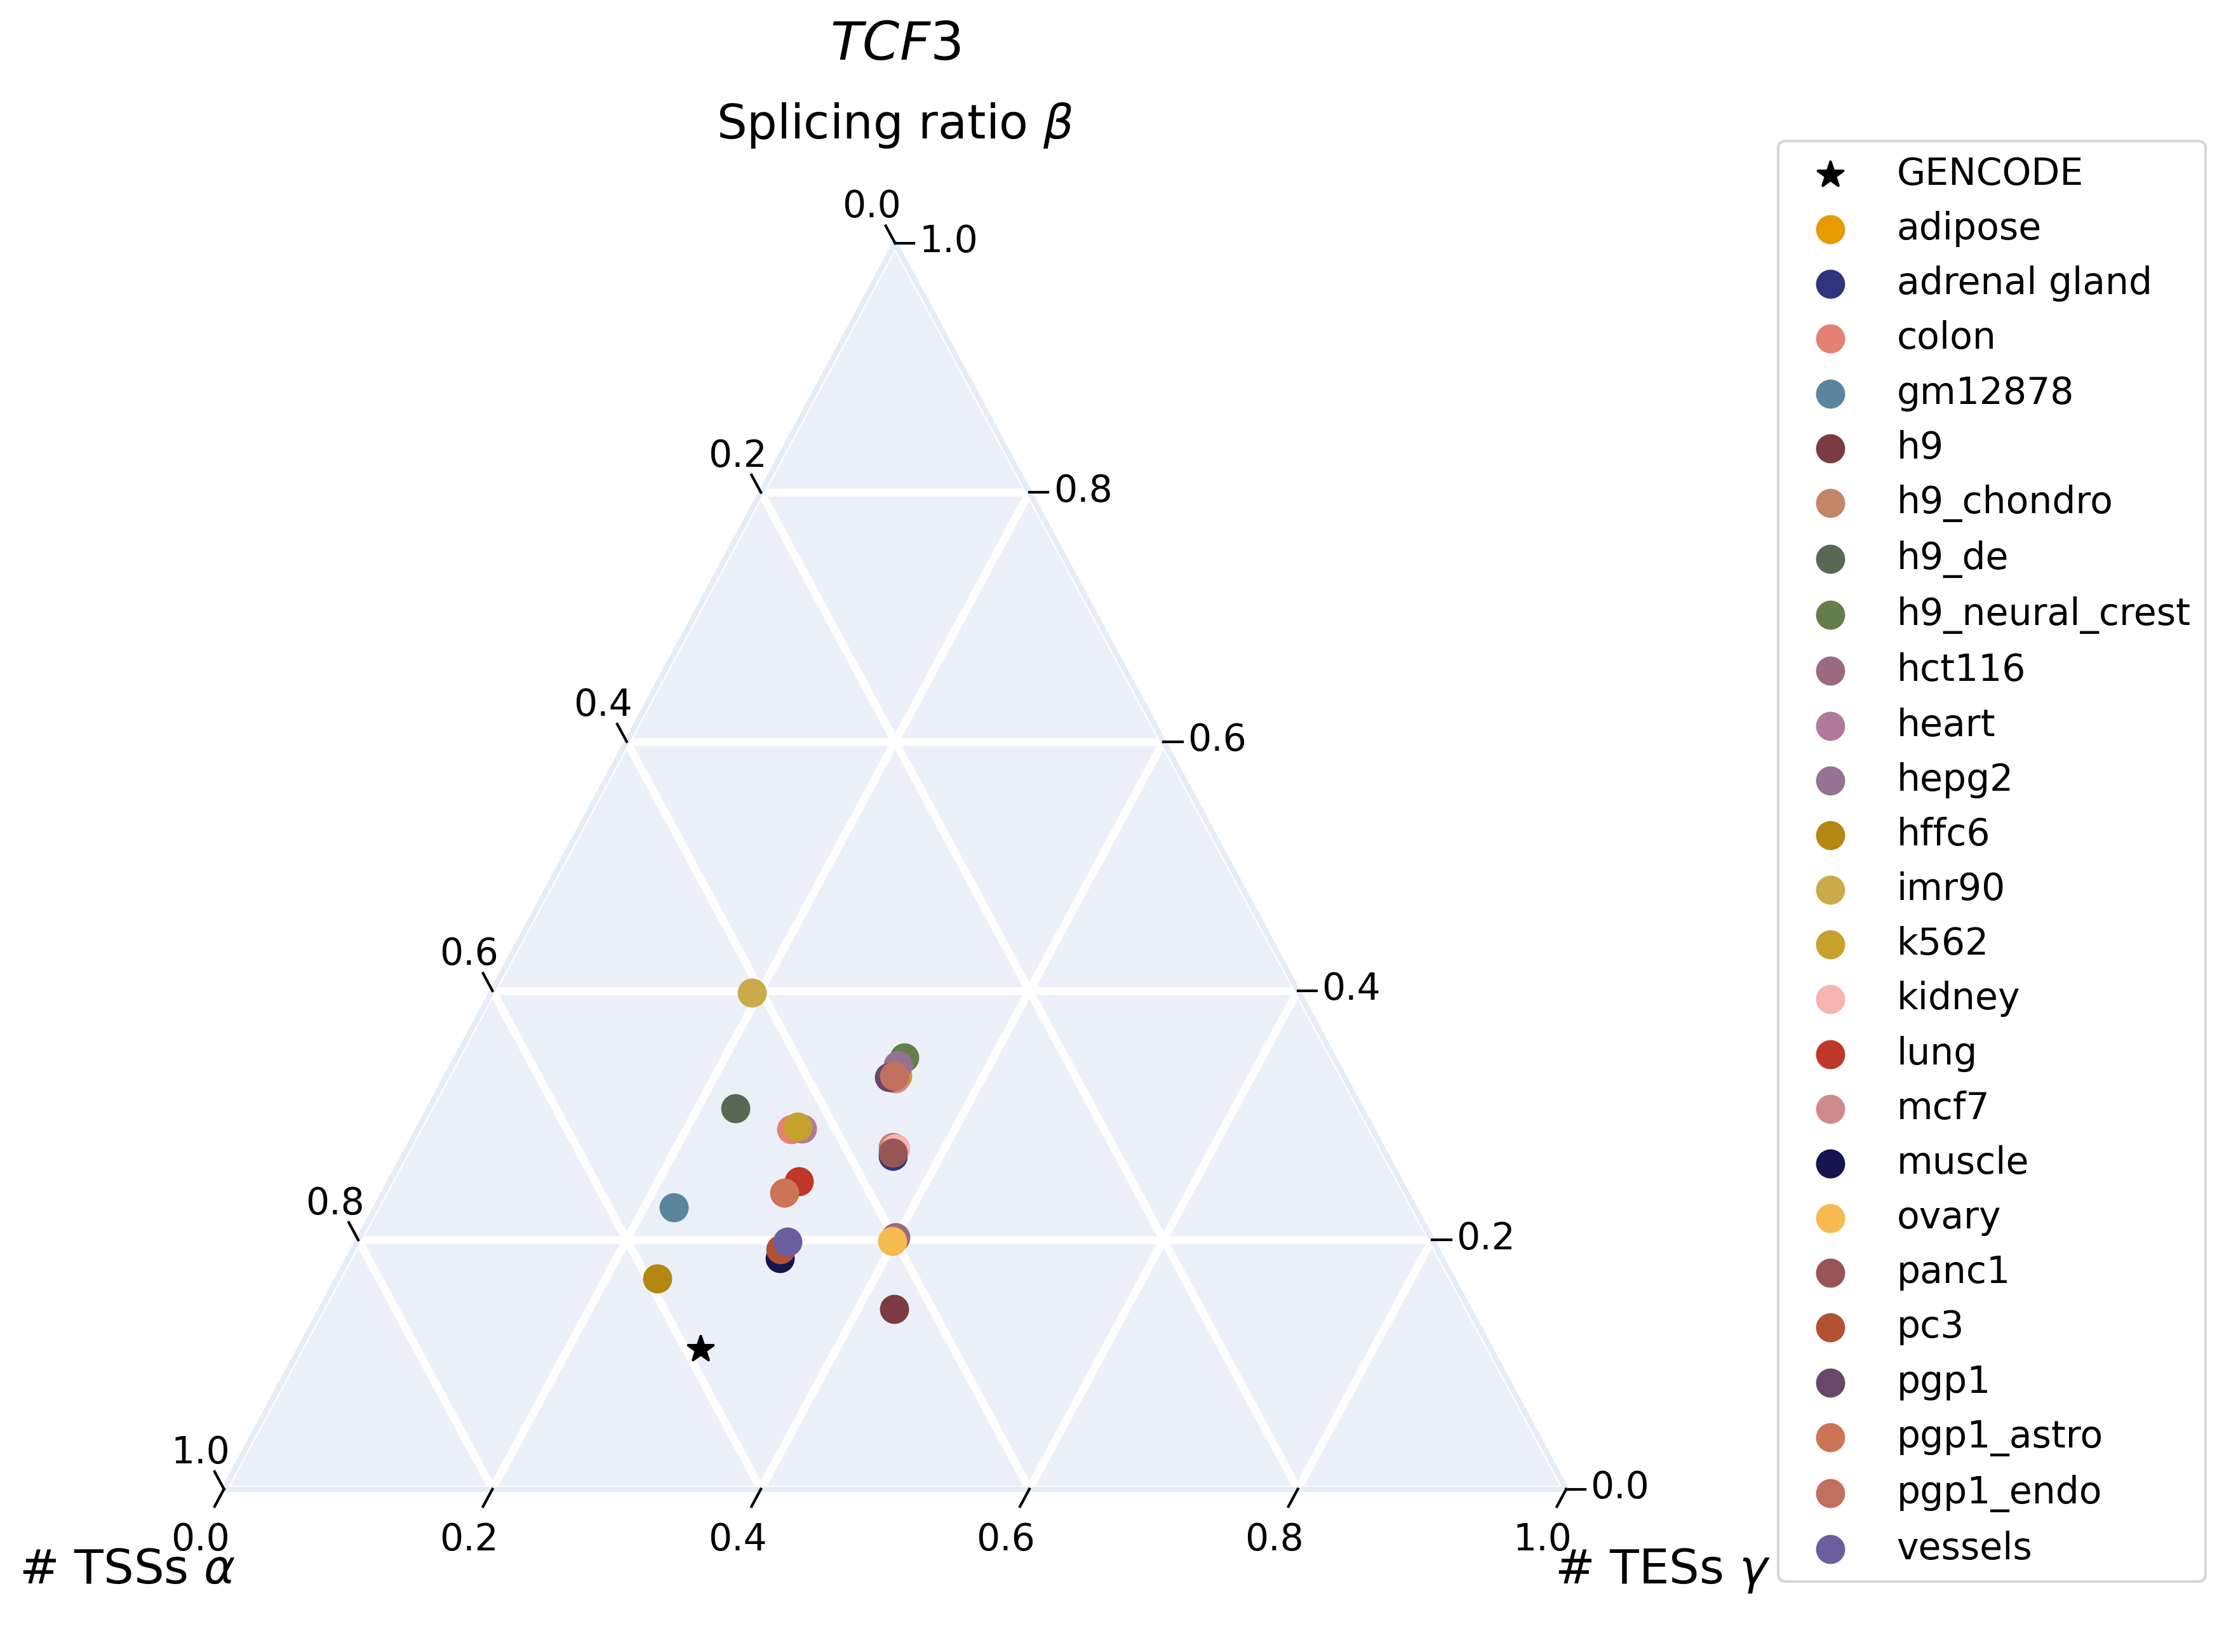 TCF3
Splicing ratio β
0.0
1.0
0.2
0.8
0.4
0.6
0.6
0.4
0.8
0.2
1.0
0.0
0.0
0.2
0.4
0.6
0.8
1.0
# TSSs α
# TESs γ
GENCODE
adipose
adrenal gland
colon
gm12878
h9
h9_chondro
h9_de
h9_neural_crest
hct116
heart
hepg2
hffc6
imr90
k562
kidney
lung
mcf7
muscle
ovary
panc1
pc3
pgp1
pgp1_astro
pgp1_endo
vessels